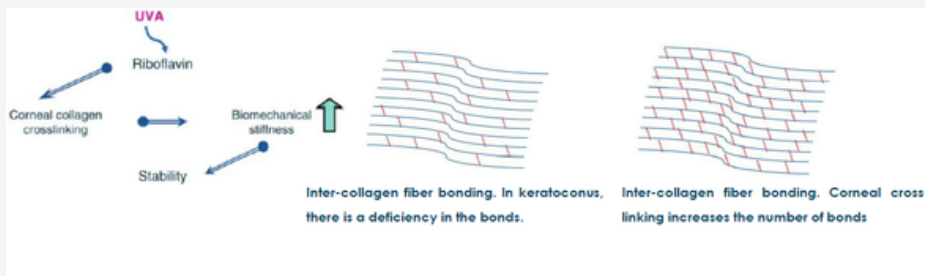 UVA
Riboflavin
Corneal collagen
crosslinking
Biomechanical
stiffness
Stability
Inter-collagen fiber bonding. In keratoconus,
there is a deficiency in the bonds.
Inter-collagen fiber bonding. Corneal cross
linking increases the number of bonds